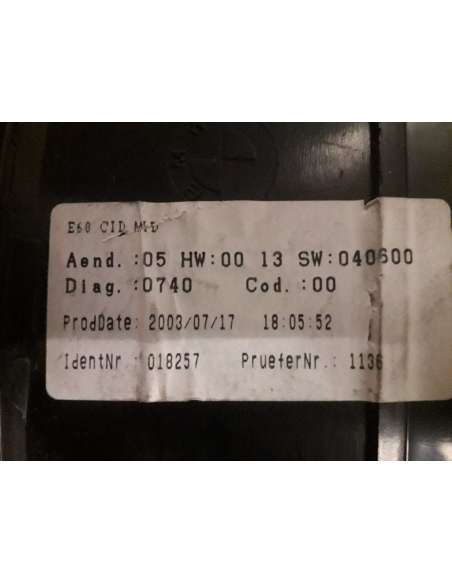 E60 CID MID
Aend.:05 HW:00 13 SW:040600
Diag.:0740 Cod.:00
ProdDate: 2003/07/17 18:05:52
IdentNr.: 018257 PrueferNr.: 1136